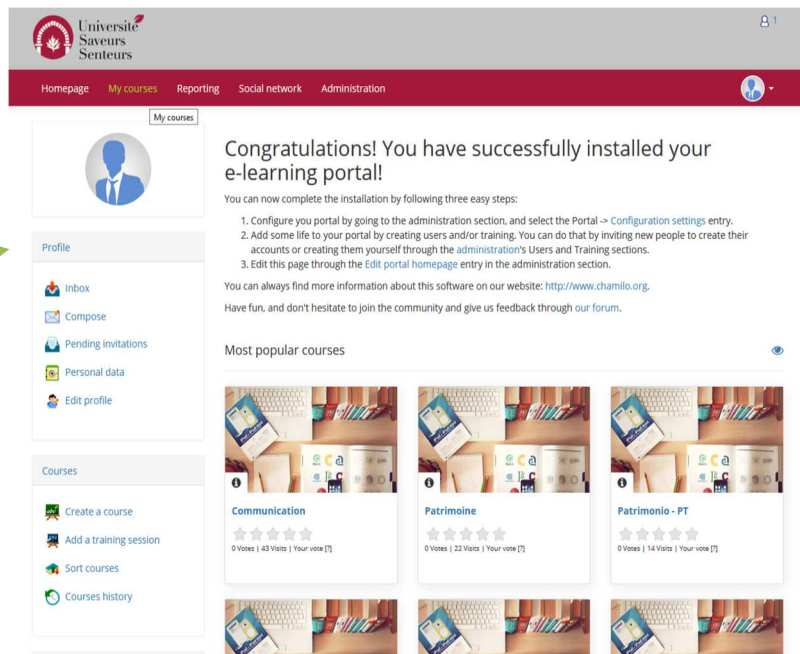 Université
Saveurs
Senteurs
1
Homepage My courses Reporting Social network Administration
My courses
Congratulations! You have successfully installed your
e-learning portal!
You can now complete the installation by following three easy steps:
1. Configure you portal by going to the administration section, and select the Portal -> Configuration settings entry.
2. Add some life to your portal by creating users and/or training. You can do that by inviting new people to create their
accounts or creating them yourself through the administration's Users and Training sections.
3. Edit this page through the Edit portal homepage entry in the administration section.
You can always find more information about this software on our website: http://www.chamilo.org.
Have fun, and don't hesitate to join the community and give us feedback through our forum.
Profile
Inbox
Compose
Pending invitations
Personal data
Edit profile
Most popular courses
Communication
0 Votes | 43 Visits | Your vote [?]
Patrimoine
0 Votes | 22 Visits | Your vote [?]
Patrimonio - PT
0 Votes | 14 Visits | Your vote [?]
Courses
Create a course
Add a training session
Sort courses
Courses history